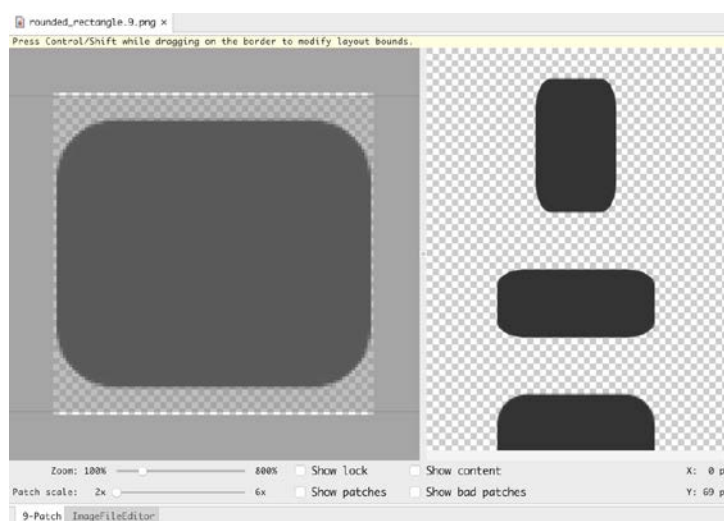 rounded_rectangle.9.png ×
Press Control/Shift while dragging on the border to modify layout bounds.
Zoom: 100% 800% Show lock Show content X: 0 p
Patch scale: 2x 6x Show patches Show bad patches Y: 69 p
9-Patch ImageFileEditor